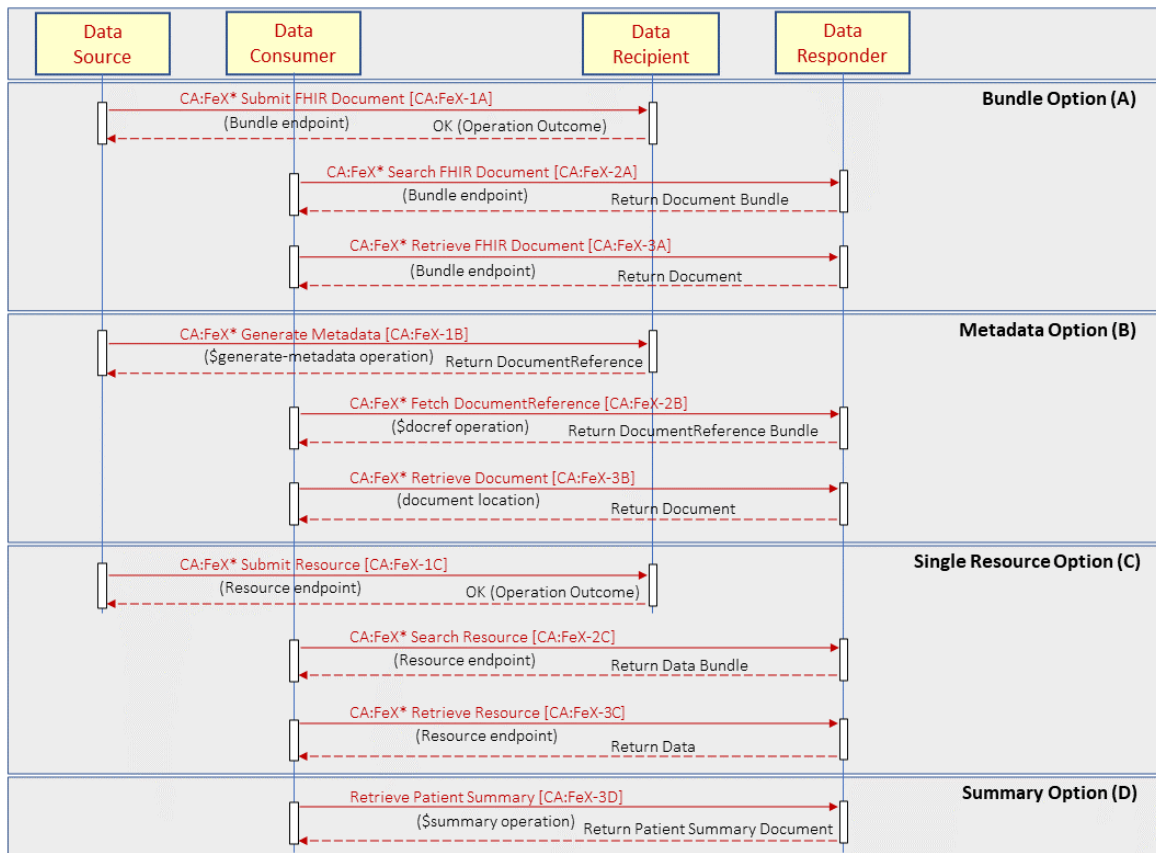 Data
Source
Data
Consumer
Data
Recipient
Data
Responder
Bundle Option (A)
CA:FeX* Submit FHIR Document [CA:FeX-1A]
(Bundle endpoint)
OK (Operation Outcome)
CA:FeX* Search FHIR Document [CA:FeX-2A]
(Bundle endpoint)
Return Document Bundle
CA:FeX* Retrieve FHIR Document [CA:FeX-3A]
(Bundle endpoint)
Return Document
Metadata Option (B)
CA:FeX* Generate Metadata [CA:FeX-1B]
($generate-metadata operation)
Return DocumentReference
CA:FeX* Fetch DocumentReference [CA:FeX-2B]
($docref operation)
Return DocumentReference Bundle
CA:FeX* Retrieve Document [CA:FeX-3B]
(document location)
Return Document
Single Resource Option (C)
CA:FeX* Submit Resource [CA:FeX-1C]
(Resource endpoint)
OK (Operation Outcome)
CA:FeX* Search Resource [CA:FeX-2C]
(Resource endpoint)
Return Data Bundle
CA:FeX* Retrieve Resource [CA:FeX-3C]
(Resource endpoint)
Return Data
Summary Option (D)
Retrieve Patient Summary [CA:FeX-3D]
($summary operation)
Return Patient Summary Document